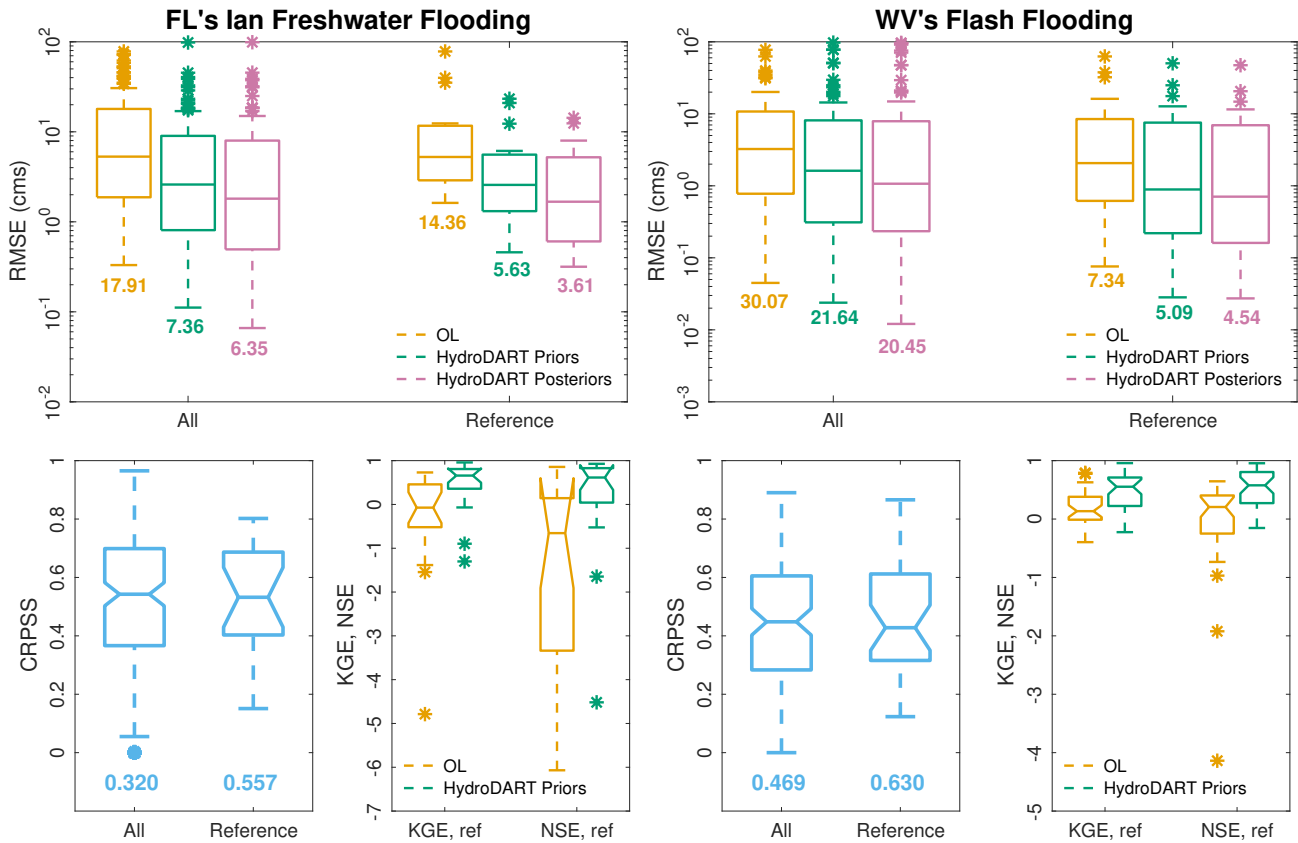 FL's Ian Freshwater Flooding
RMSE (cms)
10^2
10^1
10^0
10^-1
10^-2
17.91
7.36
6.35
14.36
5.63
3.61
OL
HydroDART Priors
HydroDART Posteriors
All
Reference
WV's Flash Flooding
RMSE (cms)
10^2
10^1
10^0
10^-1
10^-2
10^-3
30.07
21.64
20.45
7.34
5.09
4.54
OL
HydroDART Priors
HydroDART Posteriors
All
Reference
CRPSS
1
0.8
0.6
0.4
0.2
0
0.320
0.557
All
Reference
KGE, NSE
1
0
-1
-2
-3
-4
-5
-6
-7
OL
HydroDART Priors
KGE, ref
NSE, ref
CRPSS
1
0.8
0.6
0.4
0.2
0
0.469
0.630
All
Reference
KGE, NSE
1
0
-1
-2
-3
-4
-5
OL
HydroDART Priors
KGE, ref
NSE, ref